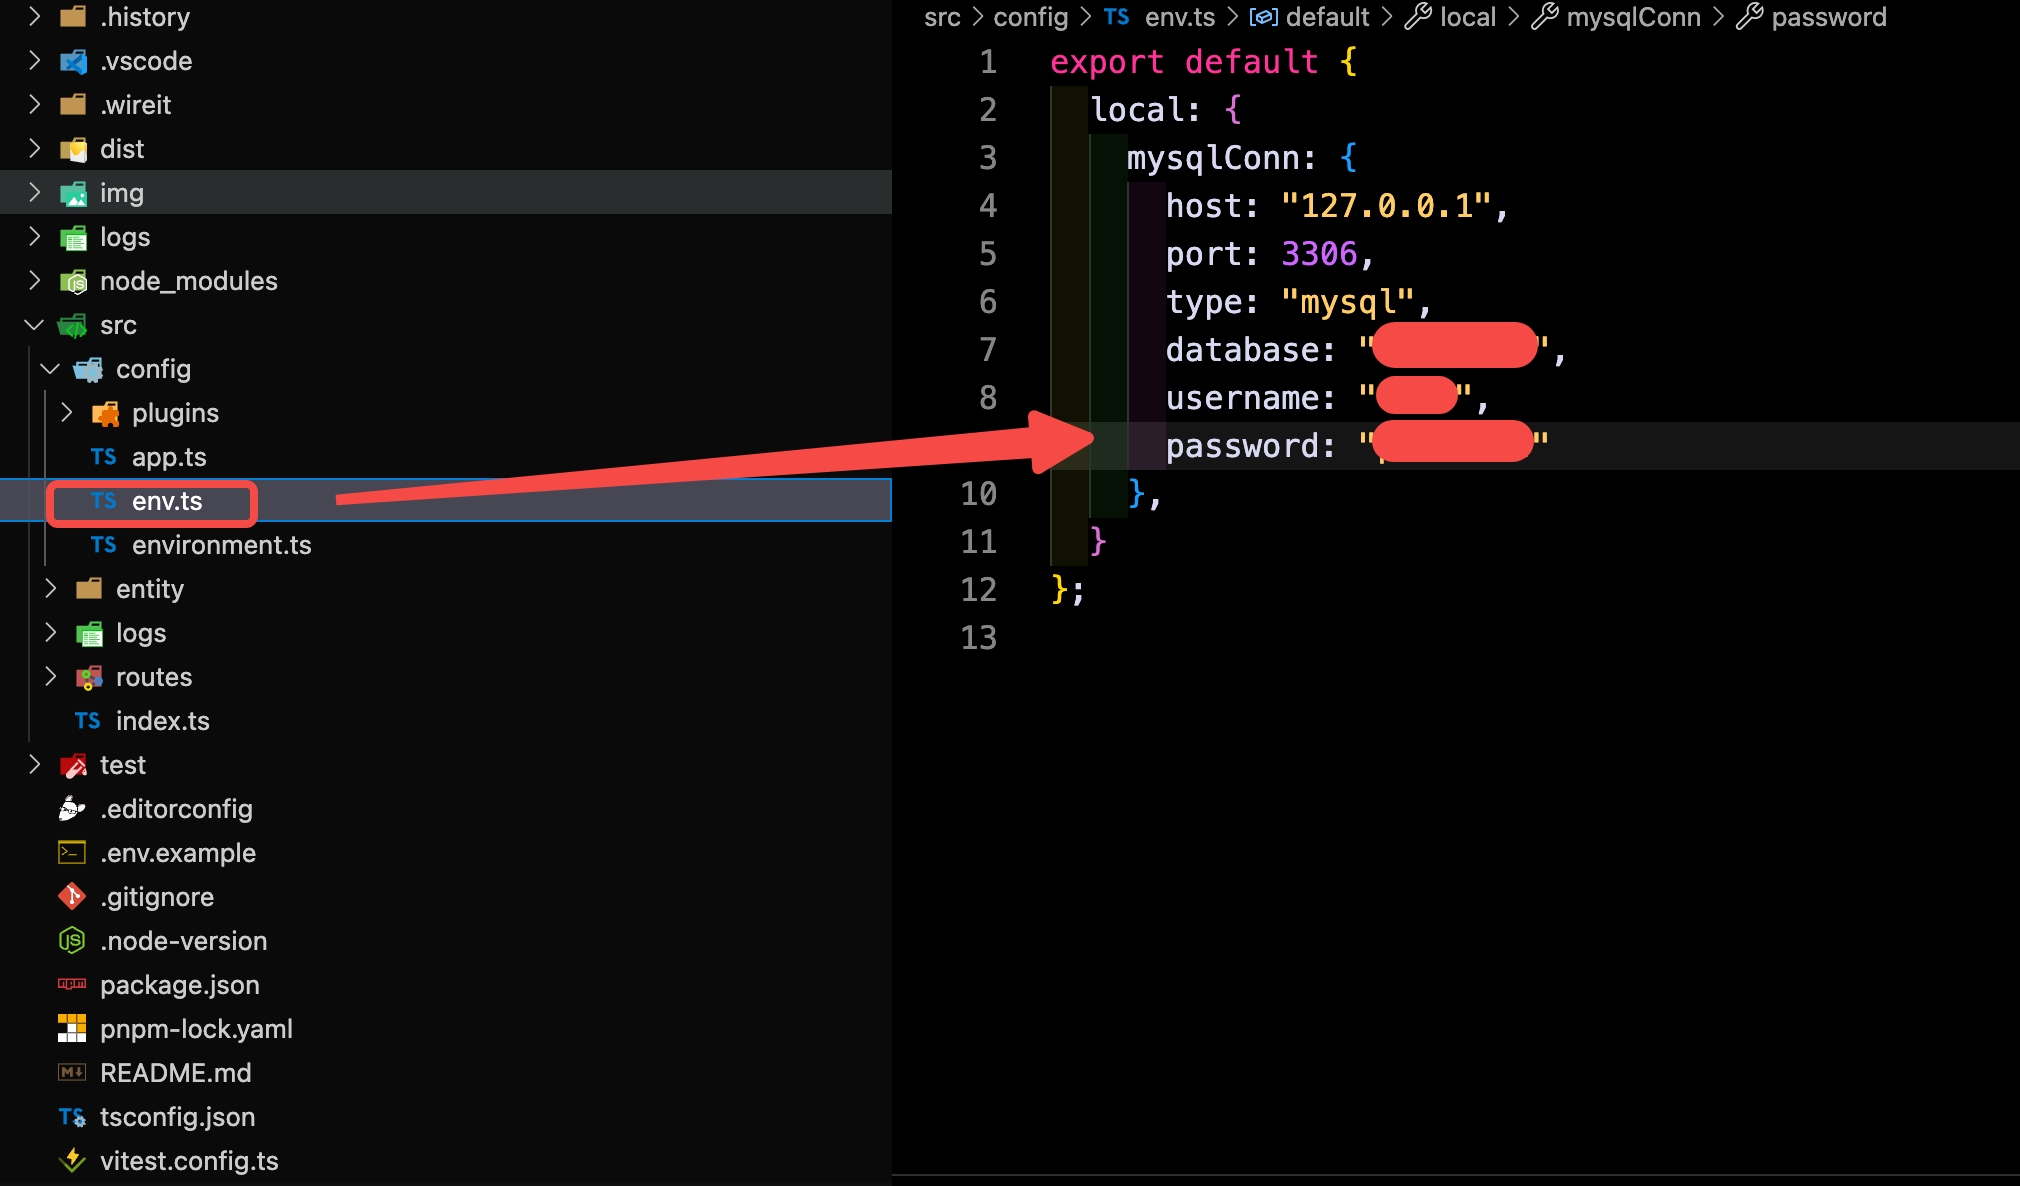 .history
.vscode
.wireit
dist
img
logs
node_modules
src
config
plugins
TS app.ts
TS env.ts
TS environment.ts
entity
logs
routes
TS index.ts
test
.editorconfig
.env.example
.gitignore
.node-version
package.json
pnpm-lock.yaml
README.md
tsconfig.json
vitest.config.ts
src > config > TS env.ts > default > local > mysqlConn > password
1 export default {
2 local: {
3 mysqlConn: {
4 host: "127.0.0.1",
5 port: 3306,
6 type: "mysql",
7 database: "",
8 username: "",
password: ""
10 },
11 }
12 };
13